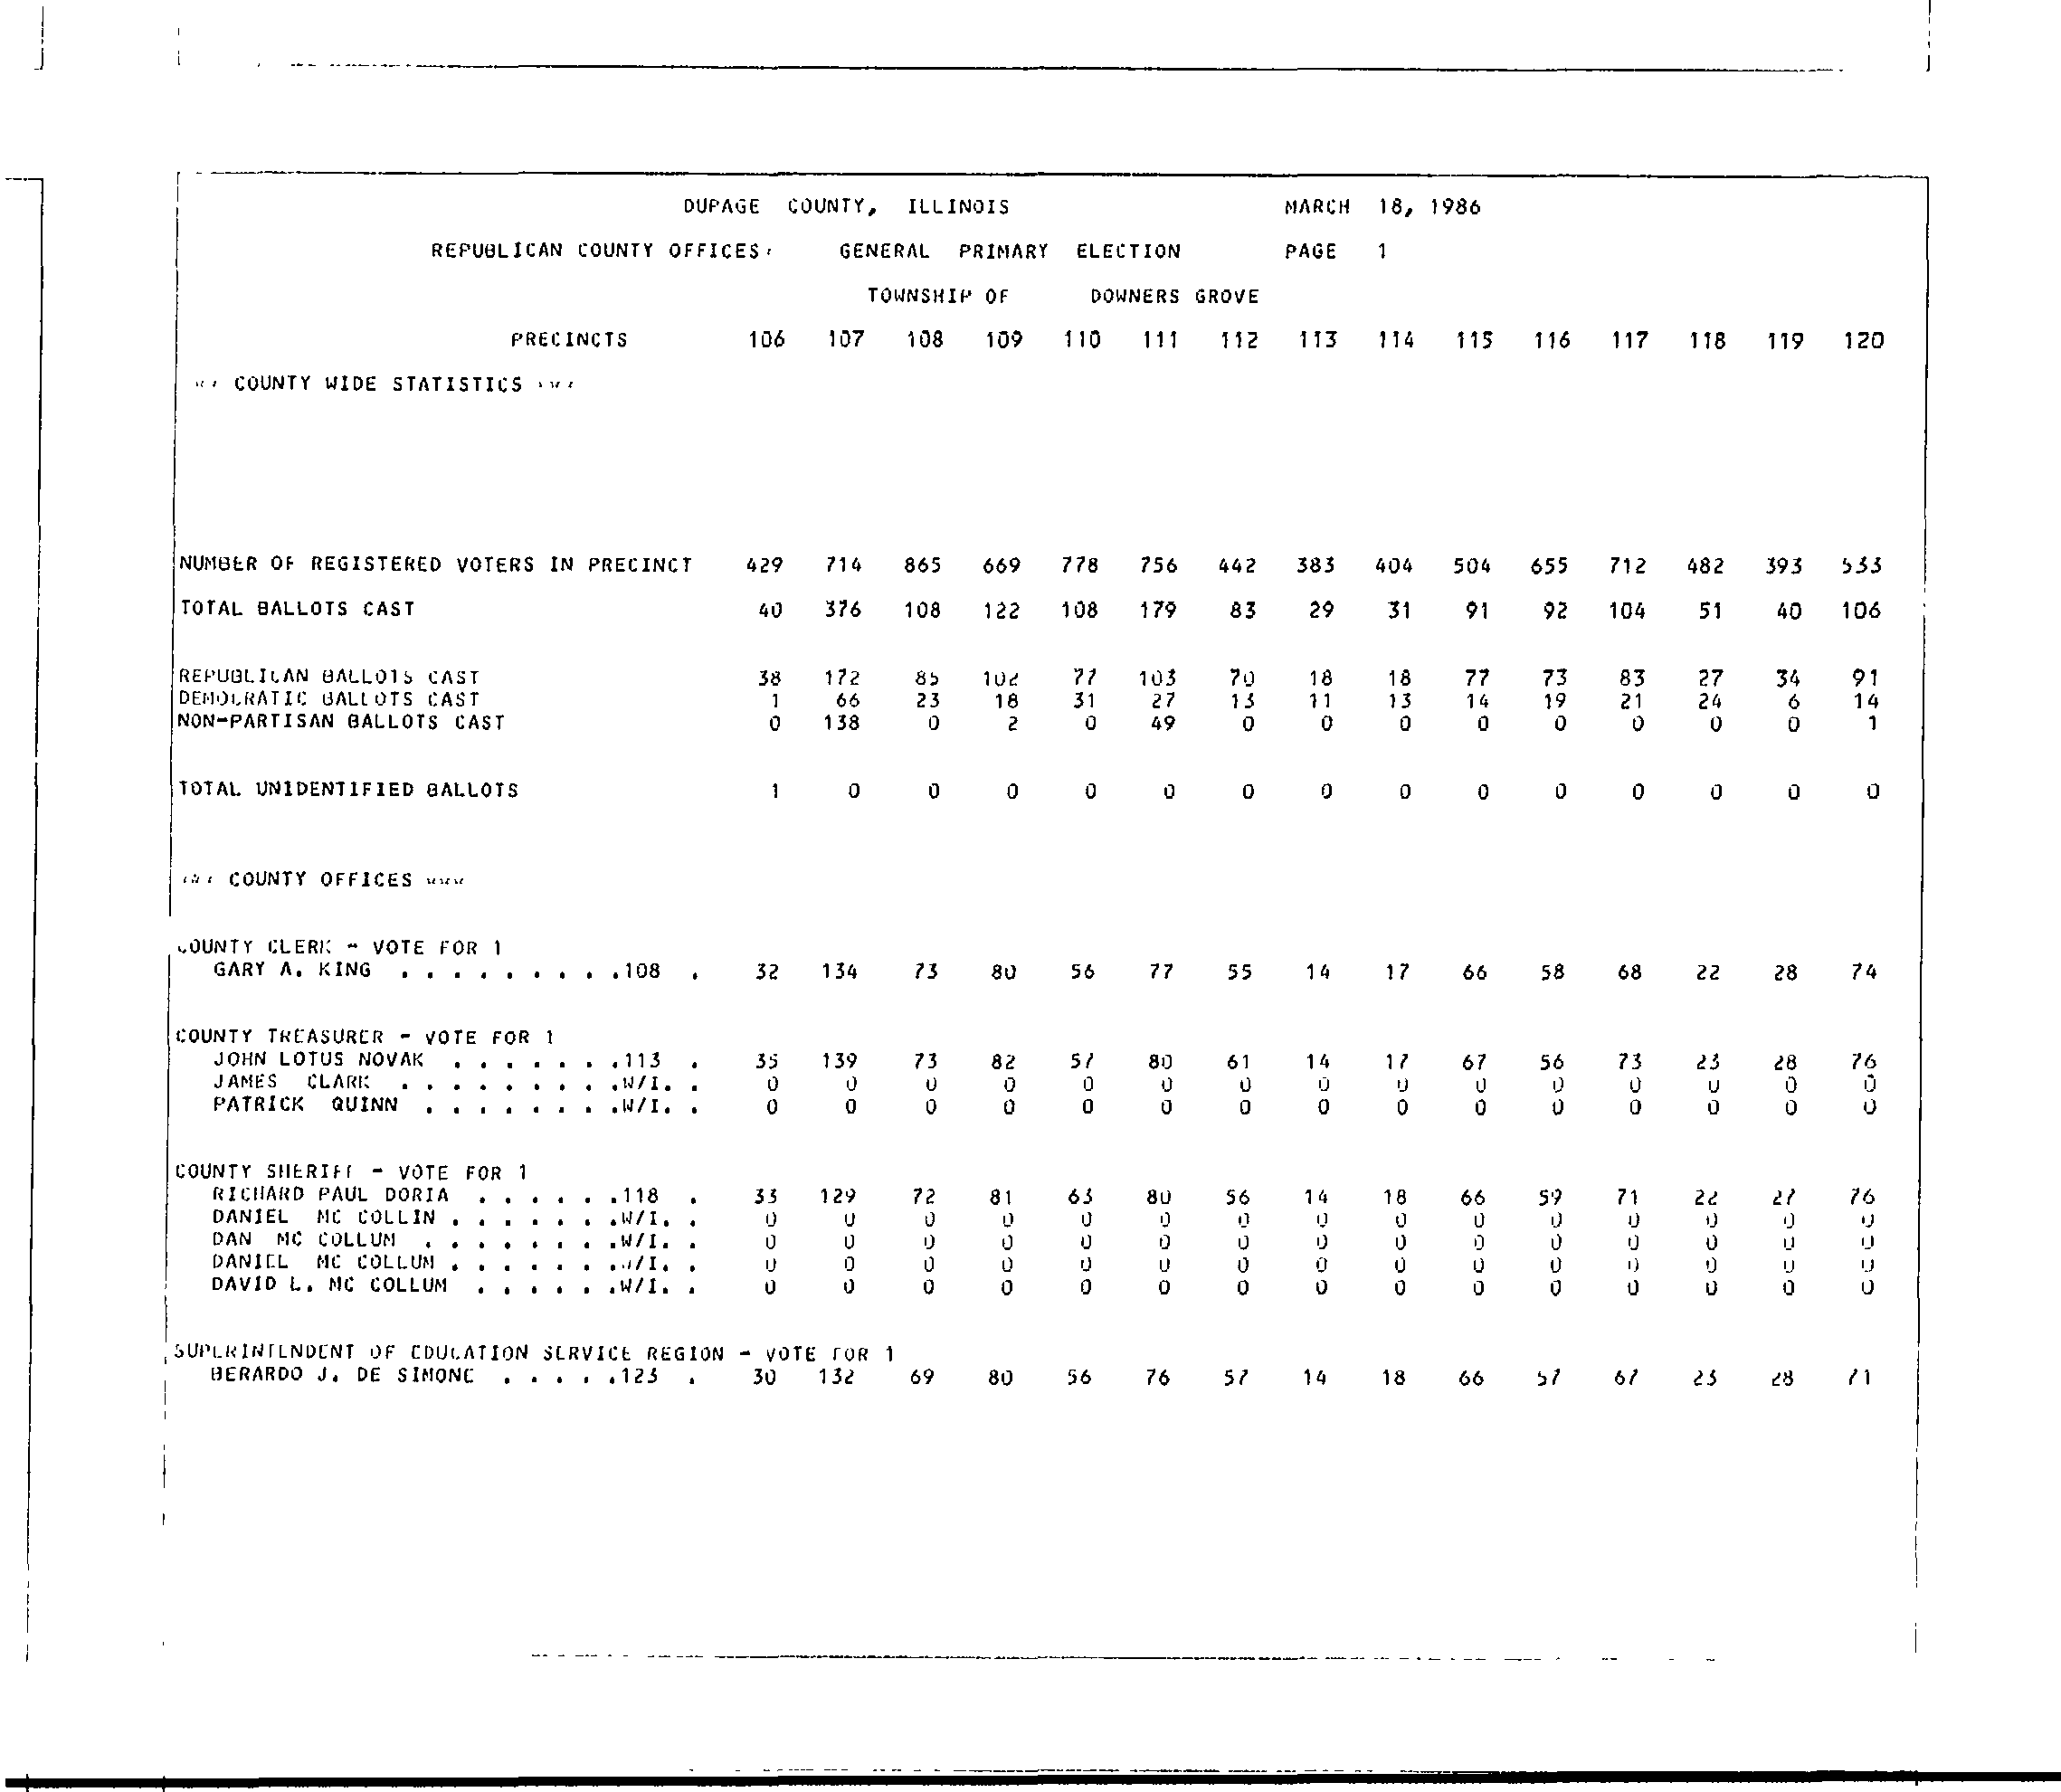 DUPAGE COUNTY, ILLINOIS MARCH 18, 1986
REPUBLICAN COUNTY OFFICES GENERAL PRIMARY ELECTION PAGE 1
TOWNSHIP OF DOWNERS GROVE
PRECINCTS 106 107 108 109 110 111 112 113 114 115 116 117 118 119 120
COUNTY WIDE STATISTICS
NUMBER OF REGISTERED VOTERS IN PRECINCT 429 714 865 669 778 756 442 383 404 504 655 712 482 393 533
TOTAL BALLOTS CAST 40 376 108 122 108 179 83 29 31 91 92 104 51 40 106
REPUBLICAN BALLOTS CAST 38 172 85 102 77 103 70 18 18 77 73 83 27 34 91
DEMOCRATIC BALLOTS CAST 1 66 23 18 31 27 13 11 13 14 19 21 24 6 14
NON-PARTISAN BALLOTS CAST 0 138 0 2 0 49 0 0 0 0 0 0 0 0 1
TOTAL UNIDENTIFIED BALLOTS 1 0 0 0 0 0 0 0 0 0 0 0 0 0 0
*** COUNTY OFFICES ***
COUNTY CLERK - VOTE FOR 1
GARY A. KING . . . . . . . . .108 . 32 134 73 80 56 77 55 14 17 66 58 68 22 28 74
COUNTY TREASURER - VOTE FOR 1
JOHN LOTUS NOVAK . . . . . . .113 . 35 139 73 82 57 80 61 14 17 67 56 73 23 28 76
JAMES CLARK . . . . . . . . .W/I. . 0 0 0 0 0 0 0 0 0 0 0 0 0 0 0
PATRICK QUINN . . . . . . . .W/I. . 0 0 0 0 0 0 0 0 0 0 0 0 0 0 0
COUNTY SHERIFF - VOTE FOR 1
RICHARD PAUL DORIA . . . . . .118 . 33 129 72 81 63 80 56 14 18 66 59 71 22 27 76
DANIEL MC COLLIN . . . . . . .W/I. . 0 0 0 0 0 0 0 0 0 0 0 0 0 0 0
DAN MC COLLUM . . . . . . . .W/I. . 0 0 0 0 0 0 0 0 0 0 0 0 0 0 0
DANIEL MC COLLUM . . . . . . .W/I. . 0 0 0 0 0 0 0 0 0 0 0 0 0 0 0
DAVID L. MC COLLUM . . . . . .W/I. . 0 0 0 0 0 0 0 0 0 0 0 0 0 0 0
SUPERINTENDENT OF EDUCATION SERVICE REGION - VOTE FOR 1
BERARDO J. DE SIMONE . . . . .123 . 30 132 69 80 56 76 57 14 18 66 57 67 23 28 71